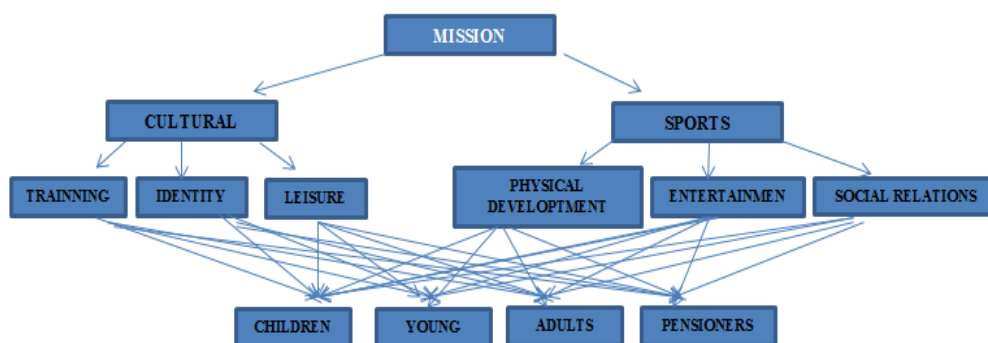 MISSION
CULTURAL
SPORTS
TRAINNING
IDENTITY
LEISURE
PHYSICAL
DEVELOPTMENT
ENTERTAINMEN
SOCIAL RELATIONS
CHILDREN
YOUNG
ADULTS
PENSIONERS